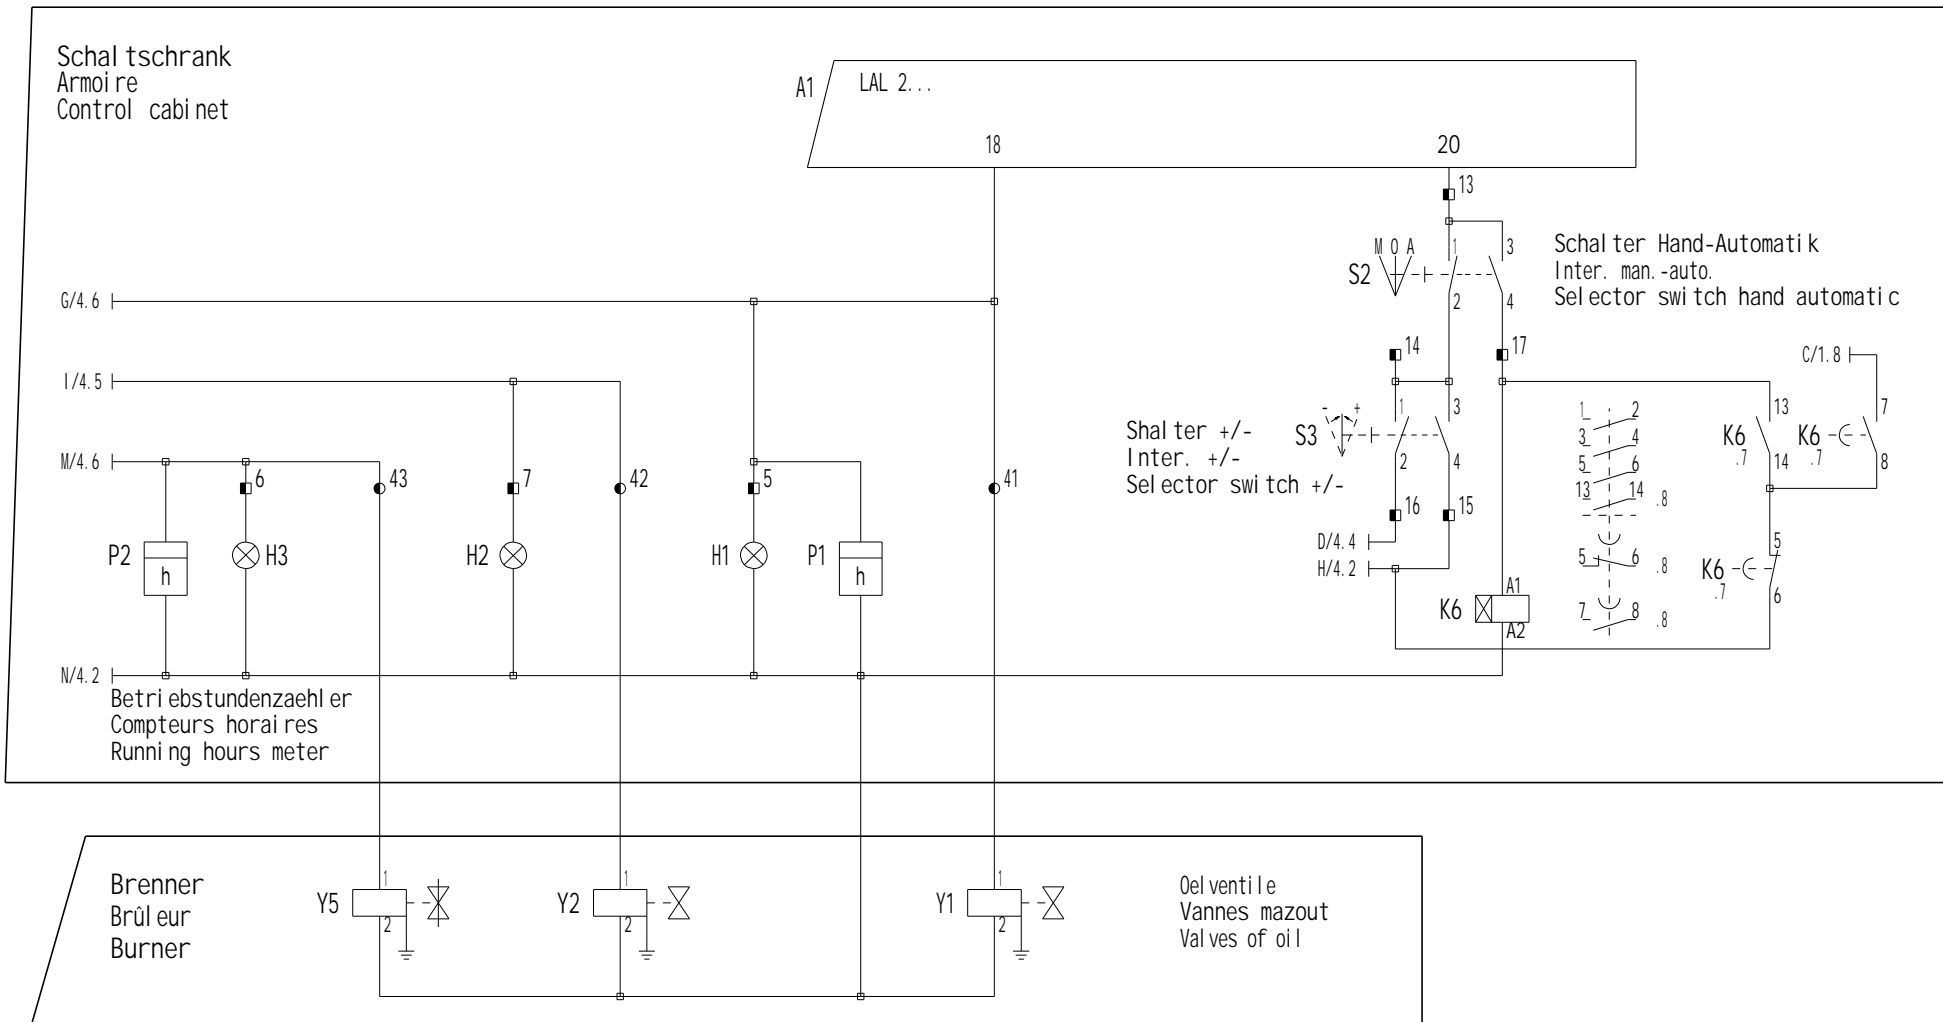 Schaltschrank
Armoire
Control cabinet
A1
LAL 2...
18
20
13
M O A
1
3
S2
2
4
Schalter Hand-Automatik
Inter. man.-auto.
Selector switch hand automatic
G/4.6
14
17
C/1.8
I/4.5
- +
1
3
Shalter +/-
Inter. +/-
Selector switch +/-
S3
2
4
1 2
3 4
5 6
13 14 .8
13
K6
.7
14
7
K6
.7
8
M/4.6
6
43
7
42
5
41
16
15
D/4.4
H/4.2
P2
h
H3
H2
H1
P1
h
K6
A1
A2
5 6 .8
7 8 .8
5
K6
.7
6
N/4.2
Betriebstundenzaehler
Compteurs horaires
Running hours meter
Brenner
Brûleur
Burner
Y5
1
2
Y2
1
2
Y1
1
2
Oelventile
Vannes mazout
Valves of oil